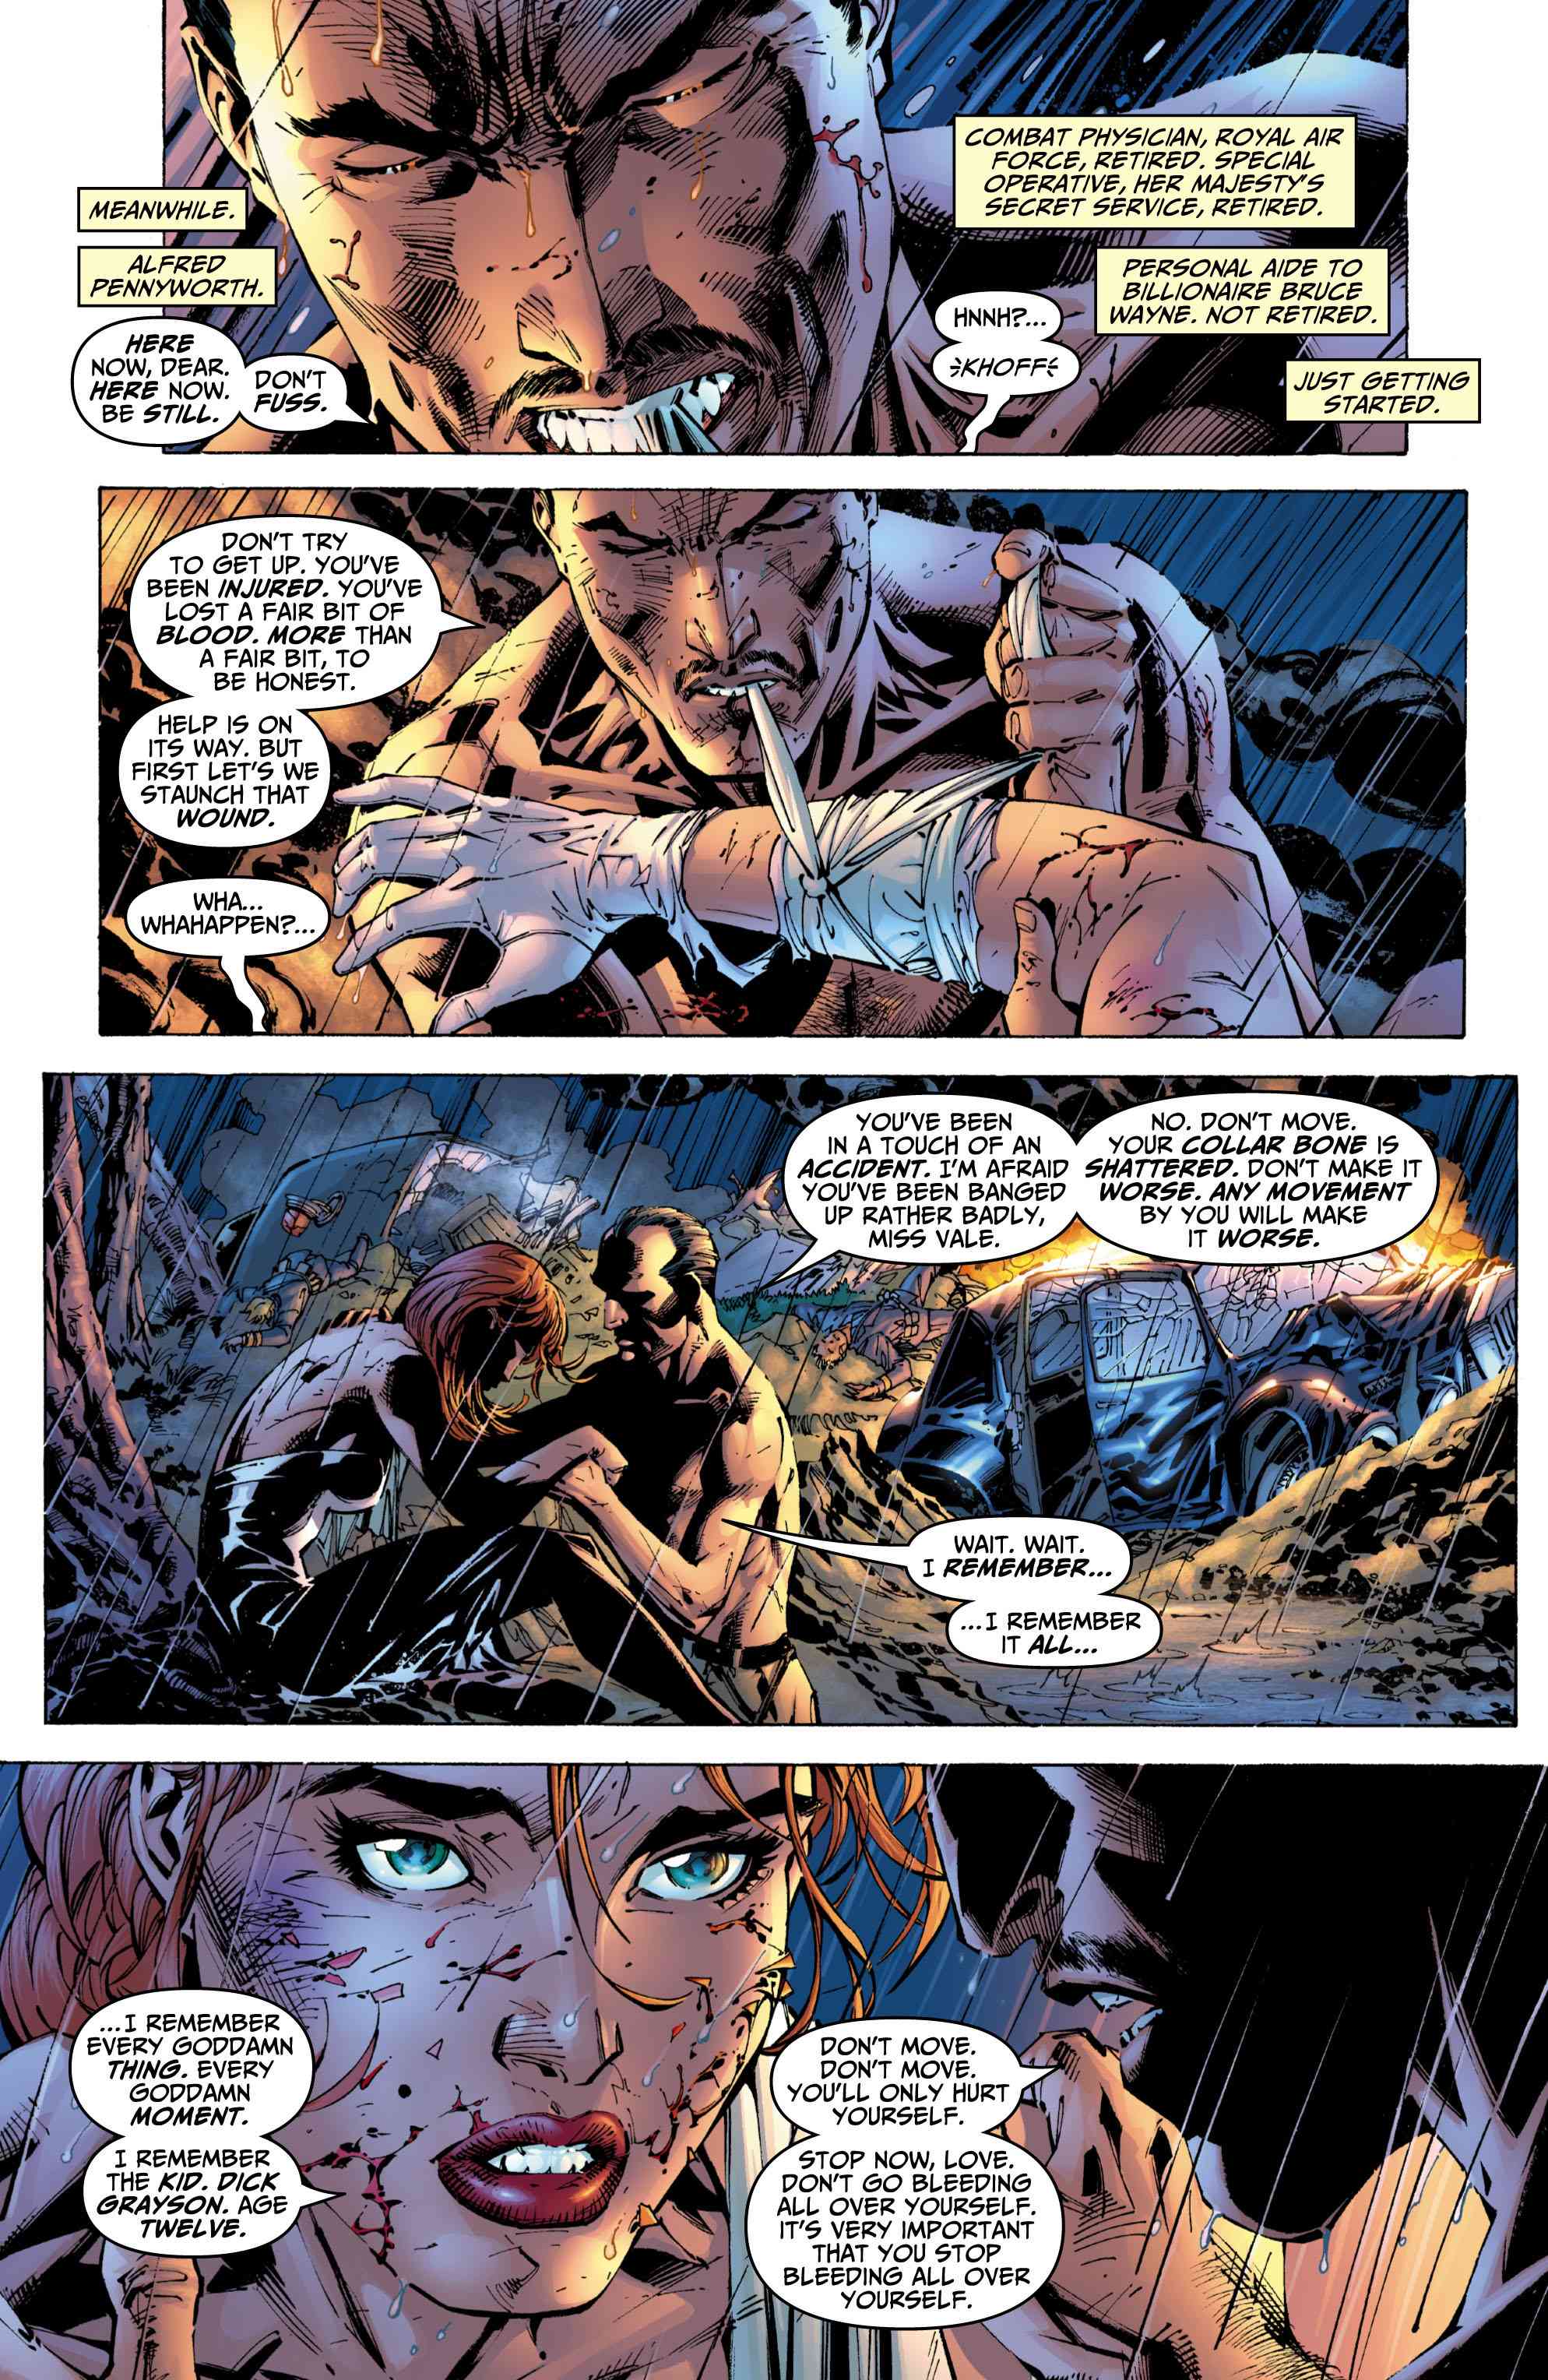 MEANWHILE.
ALFRED
PENNYWORTH.
HERE
NOW, DEAR.
HERE NOW.
BE STILL.
DON'T
FUSS.
COMBAT PHYSICIAN, ROYAL AIR
FORCE, RETIRED. SPECIAL
OPERATIVE, HER MAJESTY'S
SECRET SERVICE, RETIRED.
PERSONAL AIDE TO
BILLIONAIRE BRUCE
WAYNE. NOT RETIRED.
HNNH?...
KHOFF
JUST GETTING
STARTED.
DON'T TRY
TO GET UP. YOU'VE
BEEN INJURED. YOU'VE
LOST A FAIR BIT OF
BLOOD. MORE THAN
A FAIR BIT, TO
BE HONEST.
HELP IS ON
ITS WAY. BUT
FIRST LET'S WE
STAUNCH THAT
WOUND.
WHA...
WHAHAPPEN?...
YOU'VE BEEN
IN A TOUCH OF AN
ACCIDENT. I'M AFRAID
YOU'VE BEEN BANGED
UP RATHER BADLY,
MISS VALE.
NO. DON'T MOVE.
YOUR COLLAR BONE IS
SHATTERED. DON'T MAKE IT
WORSE. ANY MOVEMENT
BY YOU WILL MAKE
IT WORSE.
WAIT. WAIT.
I REMEMBER...
...I REMEMBER
IT ALL...
...I REMEMBER
EVERY GODDAMN
THING. EVERY
GODDAMN
MOMENT.
I REMEMBER
THE KID. DICK
GRAYSON. AGE
TWELVE.
DON'T MOVE.
DON'T MOVE.
YOU'LL ONLY HURT
YOURSELF.
STOP NOW, LOVE.
DON'T GO BLEEDING
ALL OVER YOURSELF.
IT'S VERY IMPORTANT
THAT YOU STOP
BLEEDING ALL OVER
YOURSELF.